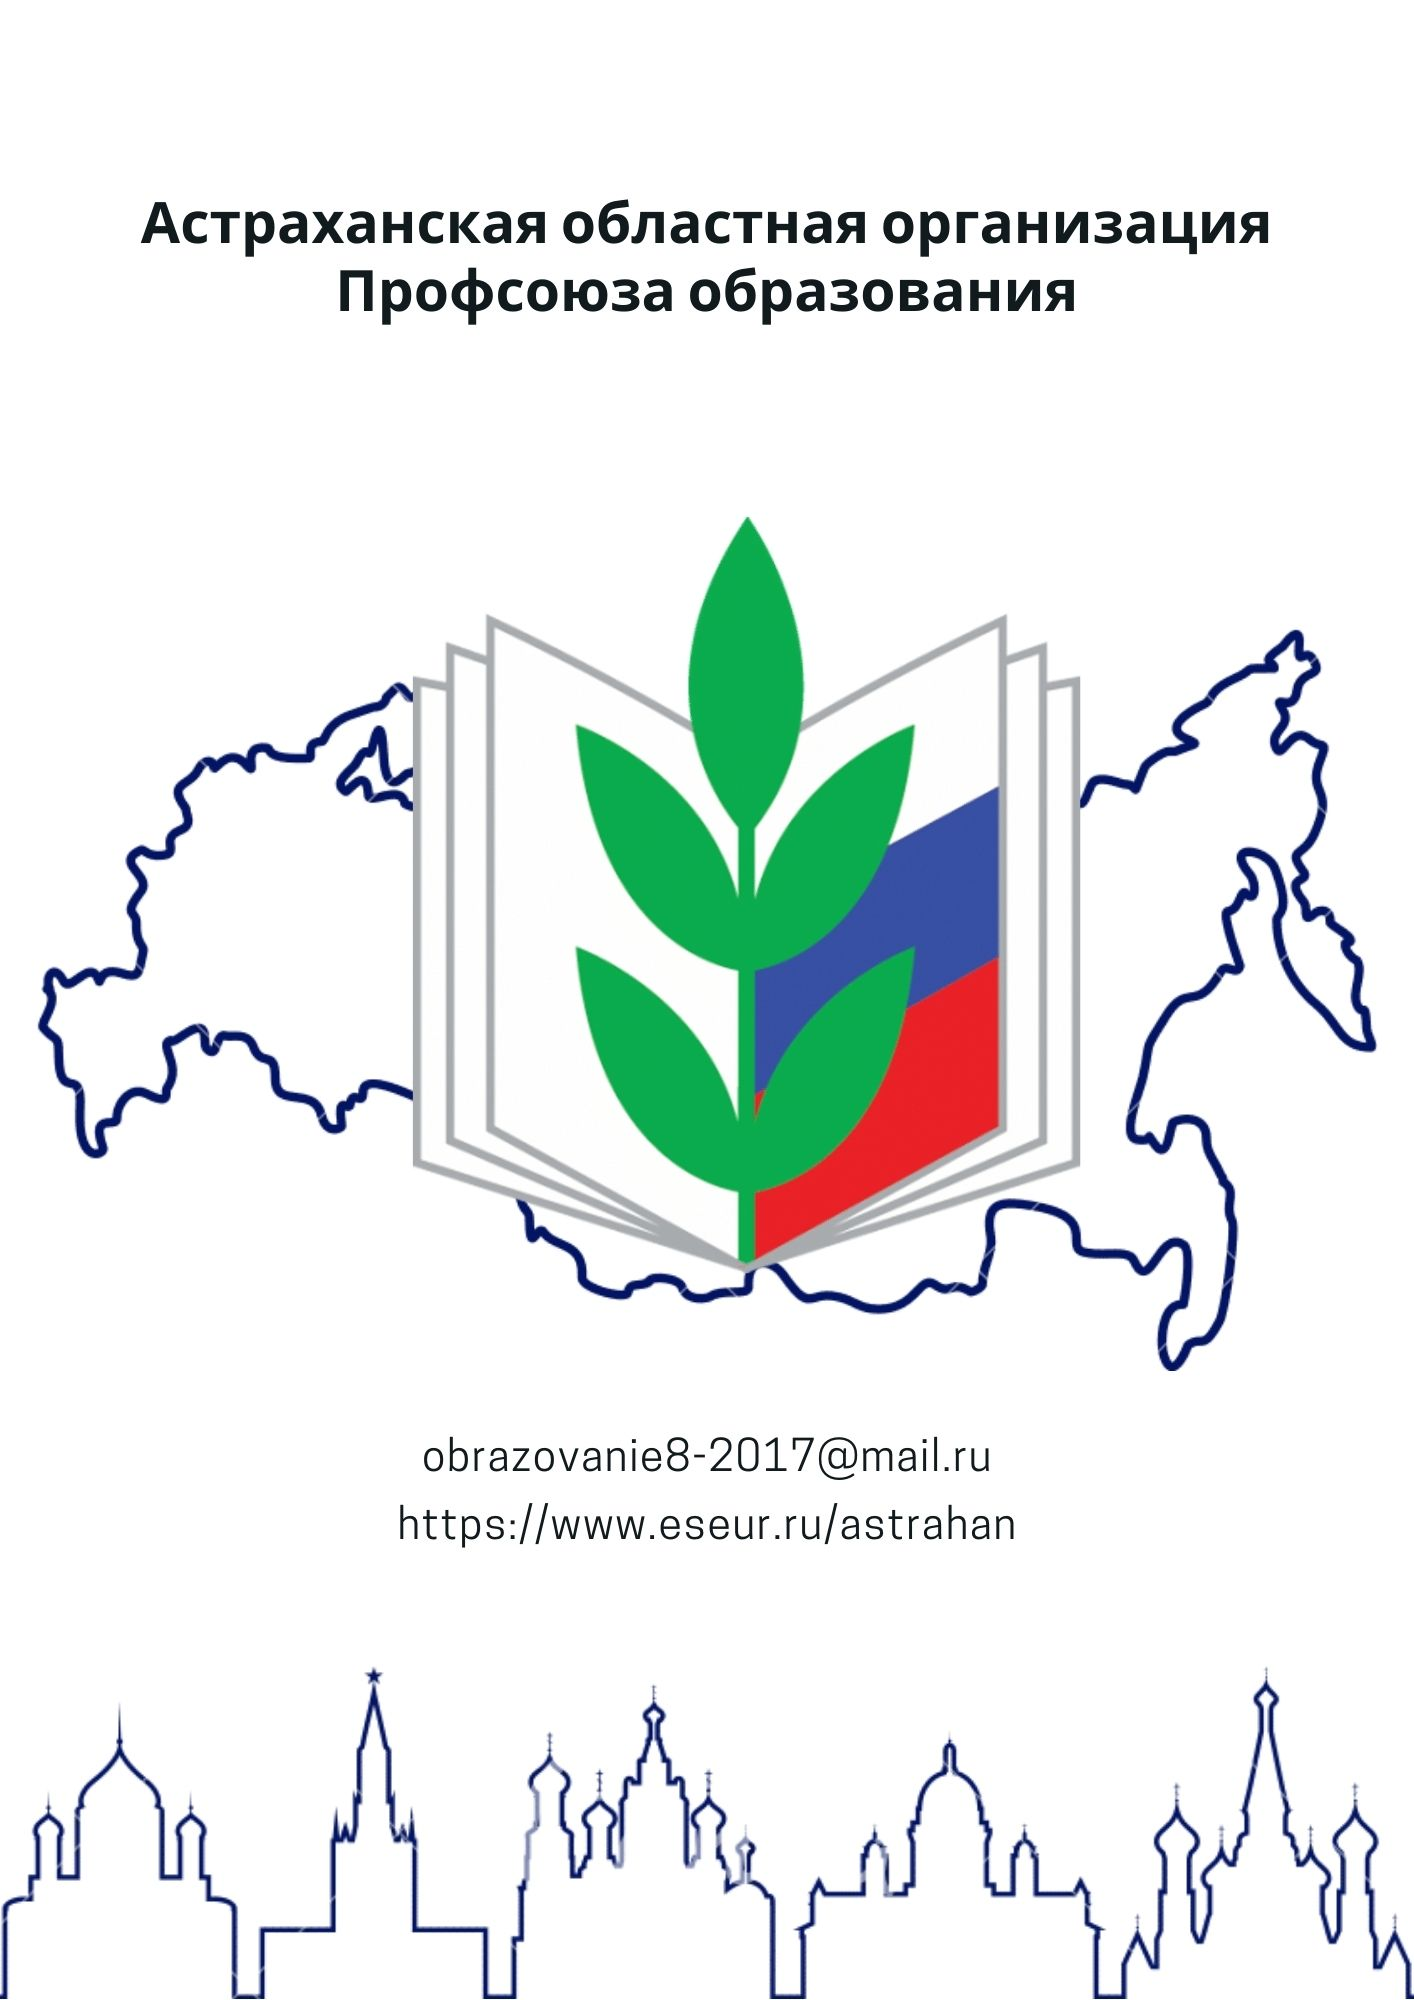 Астраханская областная организация
Профсоюза образования
obrazovanie8-2017@mail.ru
https://www.eseur.ru/astrahan